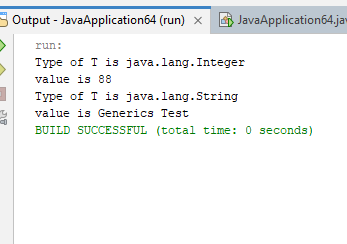 Output - JavaApplication64 (run) × JavaApplication64.jav
run:
Type of T is java.lang.Integer
value is 88
Type of T is java.lang.String
value is Generics Test
BUILD SUCCESSFUL (total time: 0 seconds)